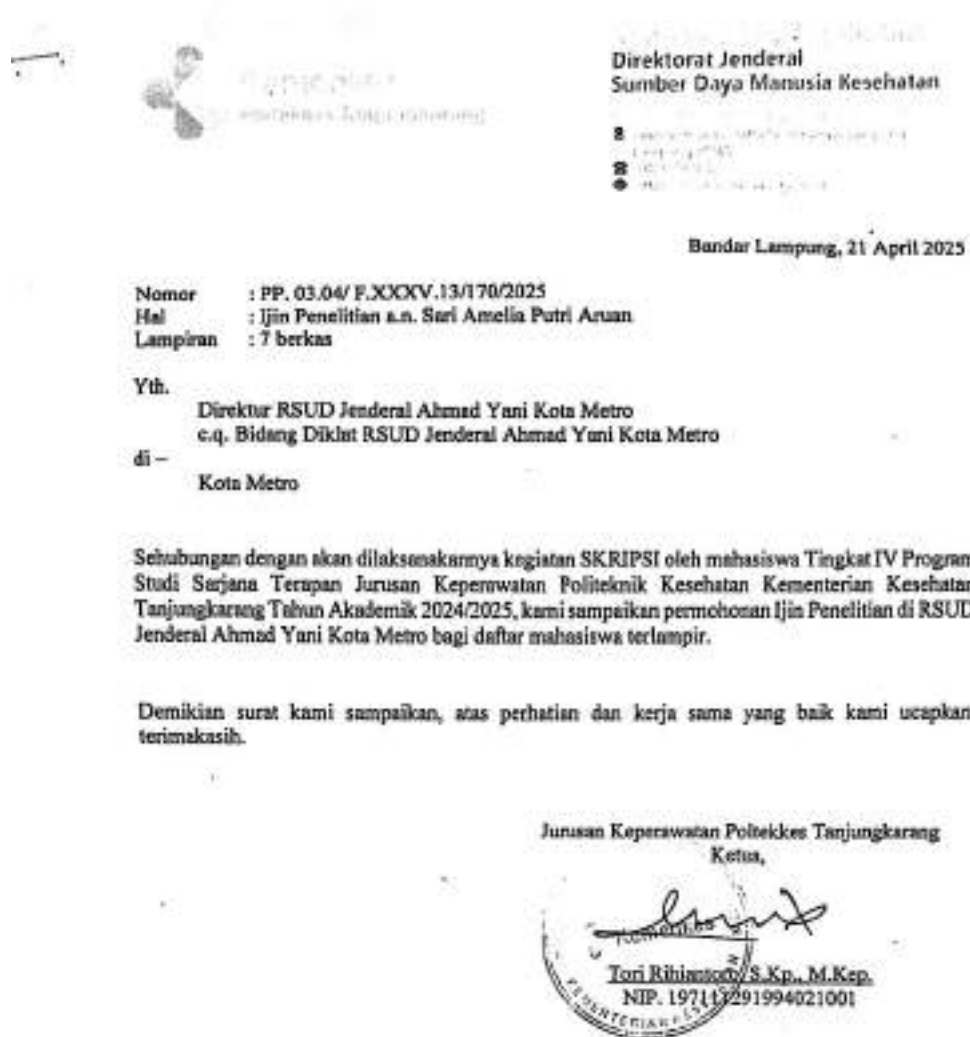 Direktorat Jenderal
Sumber Daya Manusia Kesehatan
Bandar Lampung, 21 April 2025
Nomor : PP. 03.04/ F.XXXV.13/170/2025
Hal : Ijin Penelitian a.n. Sari Amelia Putri Aruan
Lampiran : 7 berkas
Yth.
Direktur RSUD Jenderal Ahmad Yani Kota Metro
c.q. Bidang Diklat RSUD Jenderal Ahmad Yani Kota Metro
di –
Kota Metro
Sehubungan dengan akan dilaksanakannya kegiatan SKRIPSI oleh mahasiswa Tingkat IV Program
Studi Sarjana Terapan Jurusan Keperawatan Politeknik Kesehatan Kementerian Kesehatan
Tanjungkarang Tahun Akademik 2024/2025, kami sampaikan permohonan Ijin Penelitian di RSUD
Jenderal Ahmad Yani Kota Metro bagi daftar mahasiswa terlampir.
Demikian surat kami sampaikan, atas perhatian dan kerja sama yang baik kami ucapkan
terimakasih.
Jurusan Keperawatan Poltekkes Tanjungkarang
Ketua,
Tori Rihiantoro, S.Kp., M.Kep.
NIP. 197111291994021001